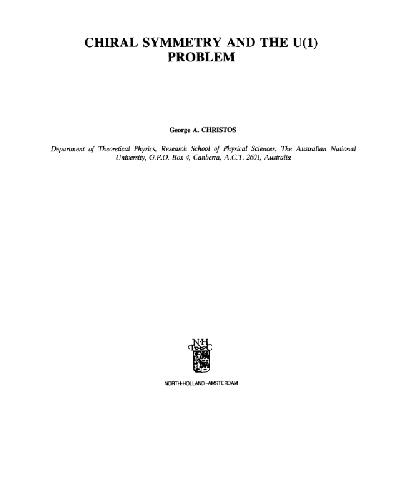 CHIRAL SYMMETRY AND THE U(1)
PROBLEM
George A. CHRISTOS
Department of Theoretical Physics, Research School of Physical Sciences, The Australian National
University, G.P.O. Box 4, Canberra, A.C.T. 2601, Australia
NORTH-HOLLAND-AMSTERDAM